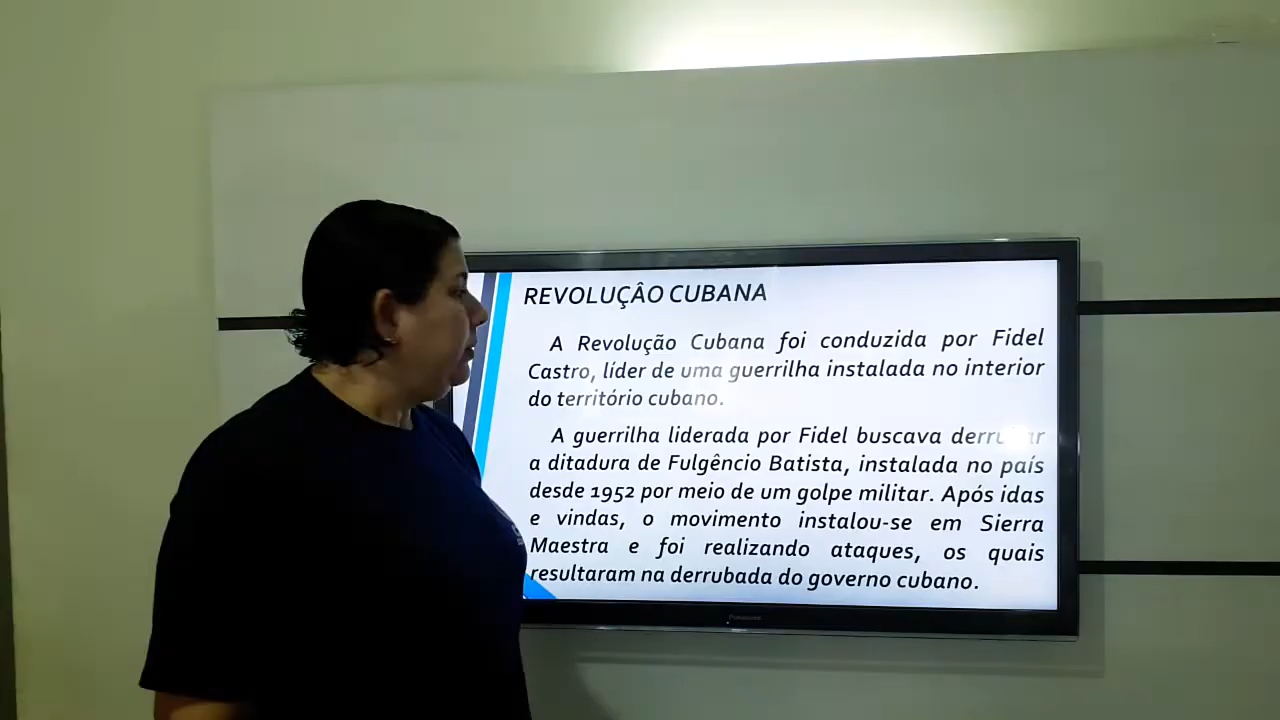 REVOLUÇÂO CUBANA
A Revolução Cubana foi conduzida por Fidel
Castro, líder de uma guerrilha instalada no interior
do território cubano.
A guerrilha liderada por Fidel buscava
a ditadura de Fulgêncio Batista, instalada no país
desde 1952 por meio de um golpe militar. Após idas
e vindas, o movimento instalou-se em Sierra
Maestra e foi realizando ataques, os quais
resultaram na derrubada do governo cubano.
Panasonic